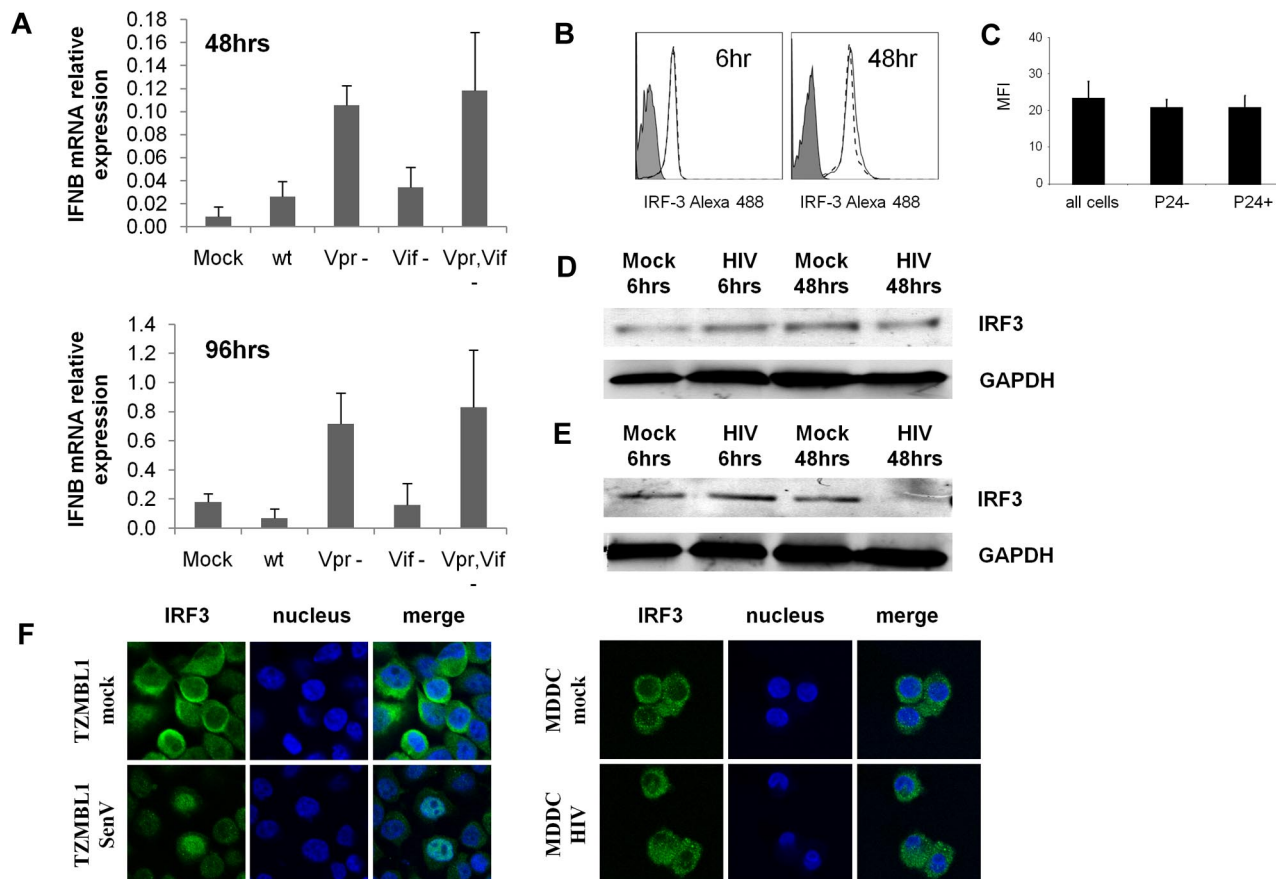 A
48hrs
IFNB mRNA relative
expression
0.18
0.16
0.14
0.12
0.10
0.08
0.06
0.04
0.02
0.00
Mock wt Vpr - Vif - Vpr,Vif
-
96hrs
IFNB mRNA relative
expression
1.4
1.2
1.0
0.8
0.6
0.4
0.2
0.0
Mock wt Vpr - Vif - Vpr,Vif
-
B
6hr
48hr
IRF-3 Alexa 488
IRF-3 Alexa 488
C
MFI
40
30
20
10
0
all cells P24- P24+
D
Mock HIV Mock HIV
6hrs 6hrs 48hrs 48hrs
IRF3
GAPDH
E
Mock HIV Mock HIV
6hrs 6hrs 48hrs 48hrs
IRF3
GAPDH
F
IRF3 nucleus merge
TZMBL1
mock
TZMBL1
SenV
IRF3 nucleus merge
MDDC
mock
MDDC
HIV